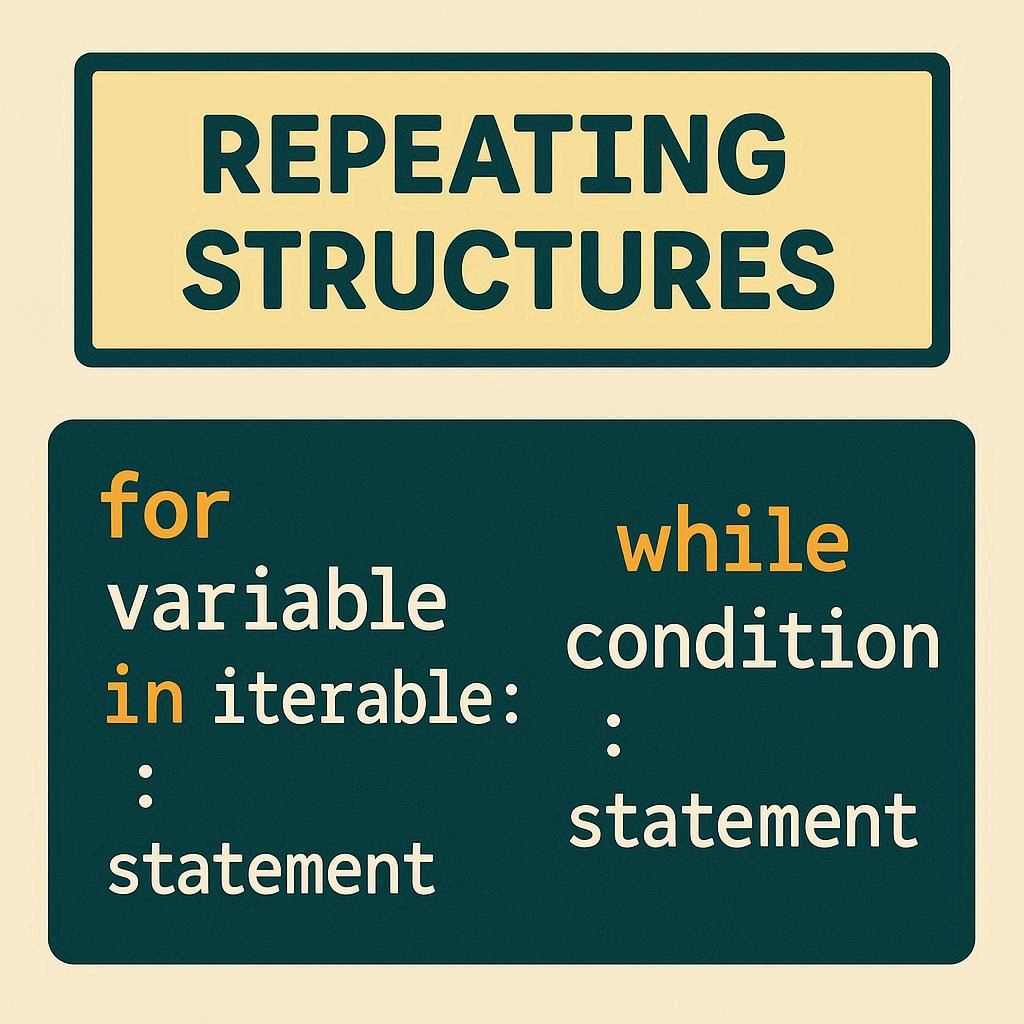 REPEATING
STRUCTURES
for
variable
in iterable:
:
statement
while
condition
:
statement